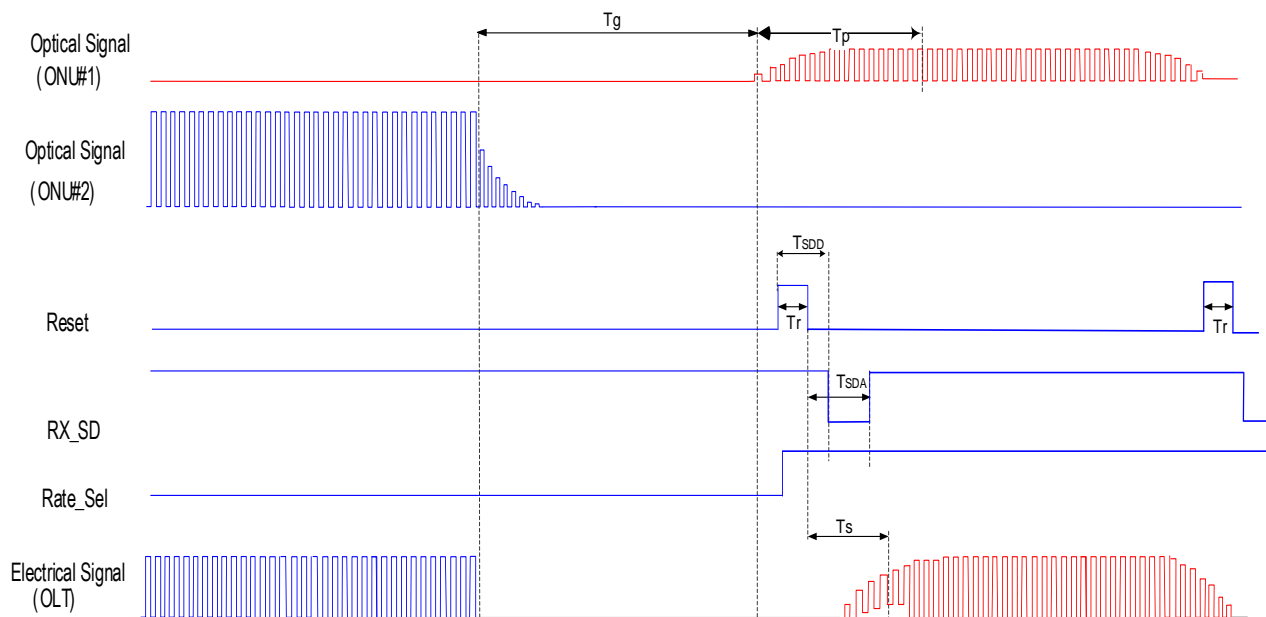 Tg
Tp
Optical Signal
(ONU#1)
Optical Signal
(ONU#2)
TSDD
Reset
Tr
Tr
TSDA
RX_SD
Rate_Sel
Ts
Electrical Signal
(OLT)